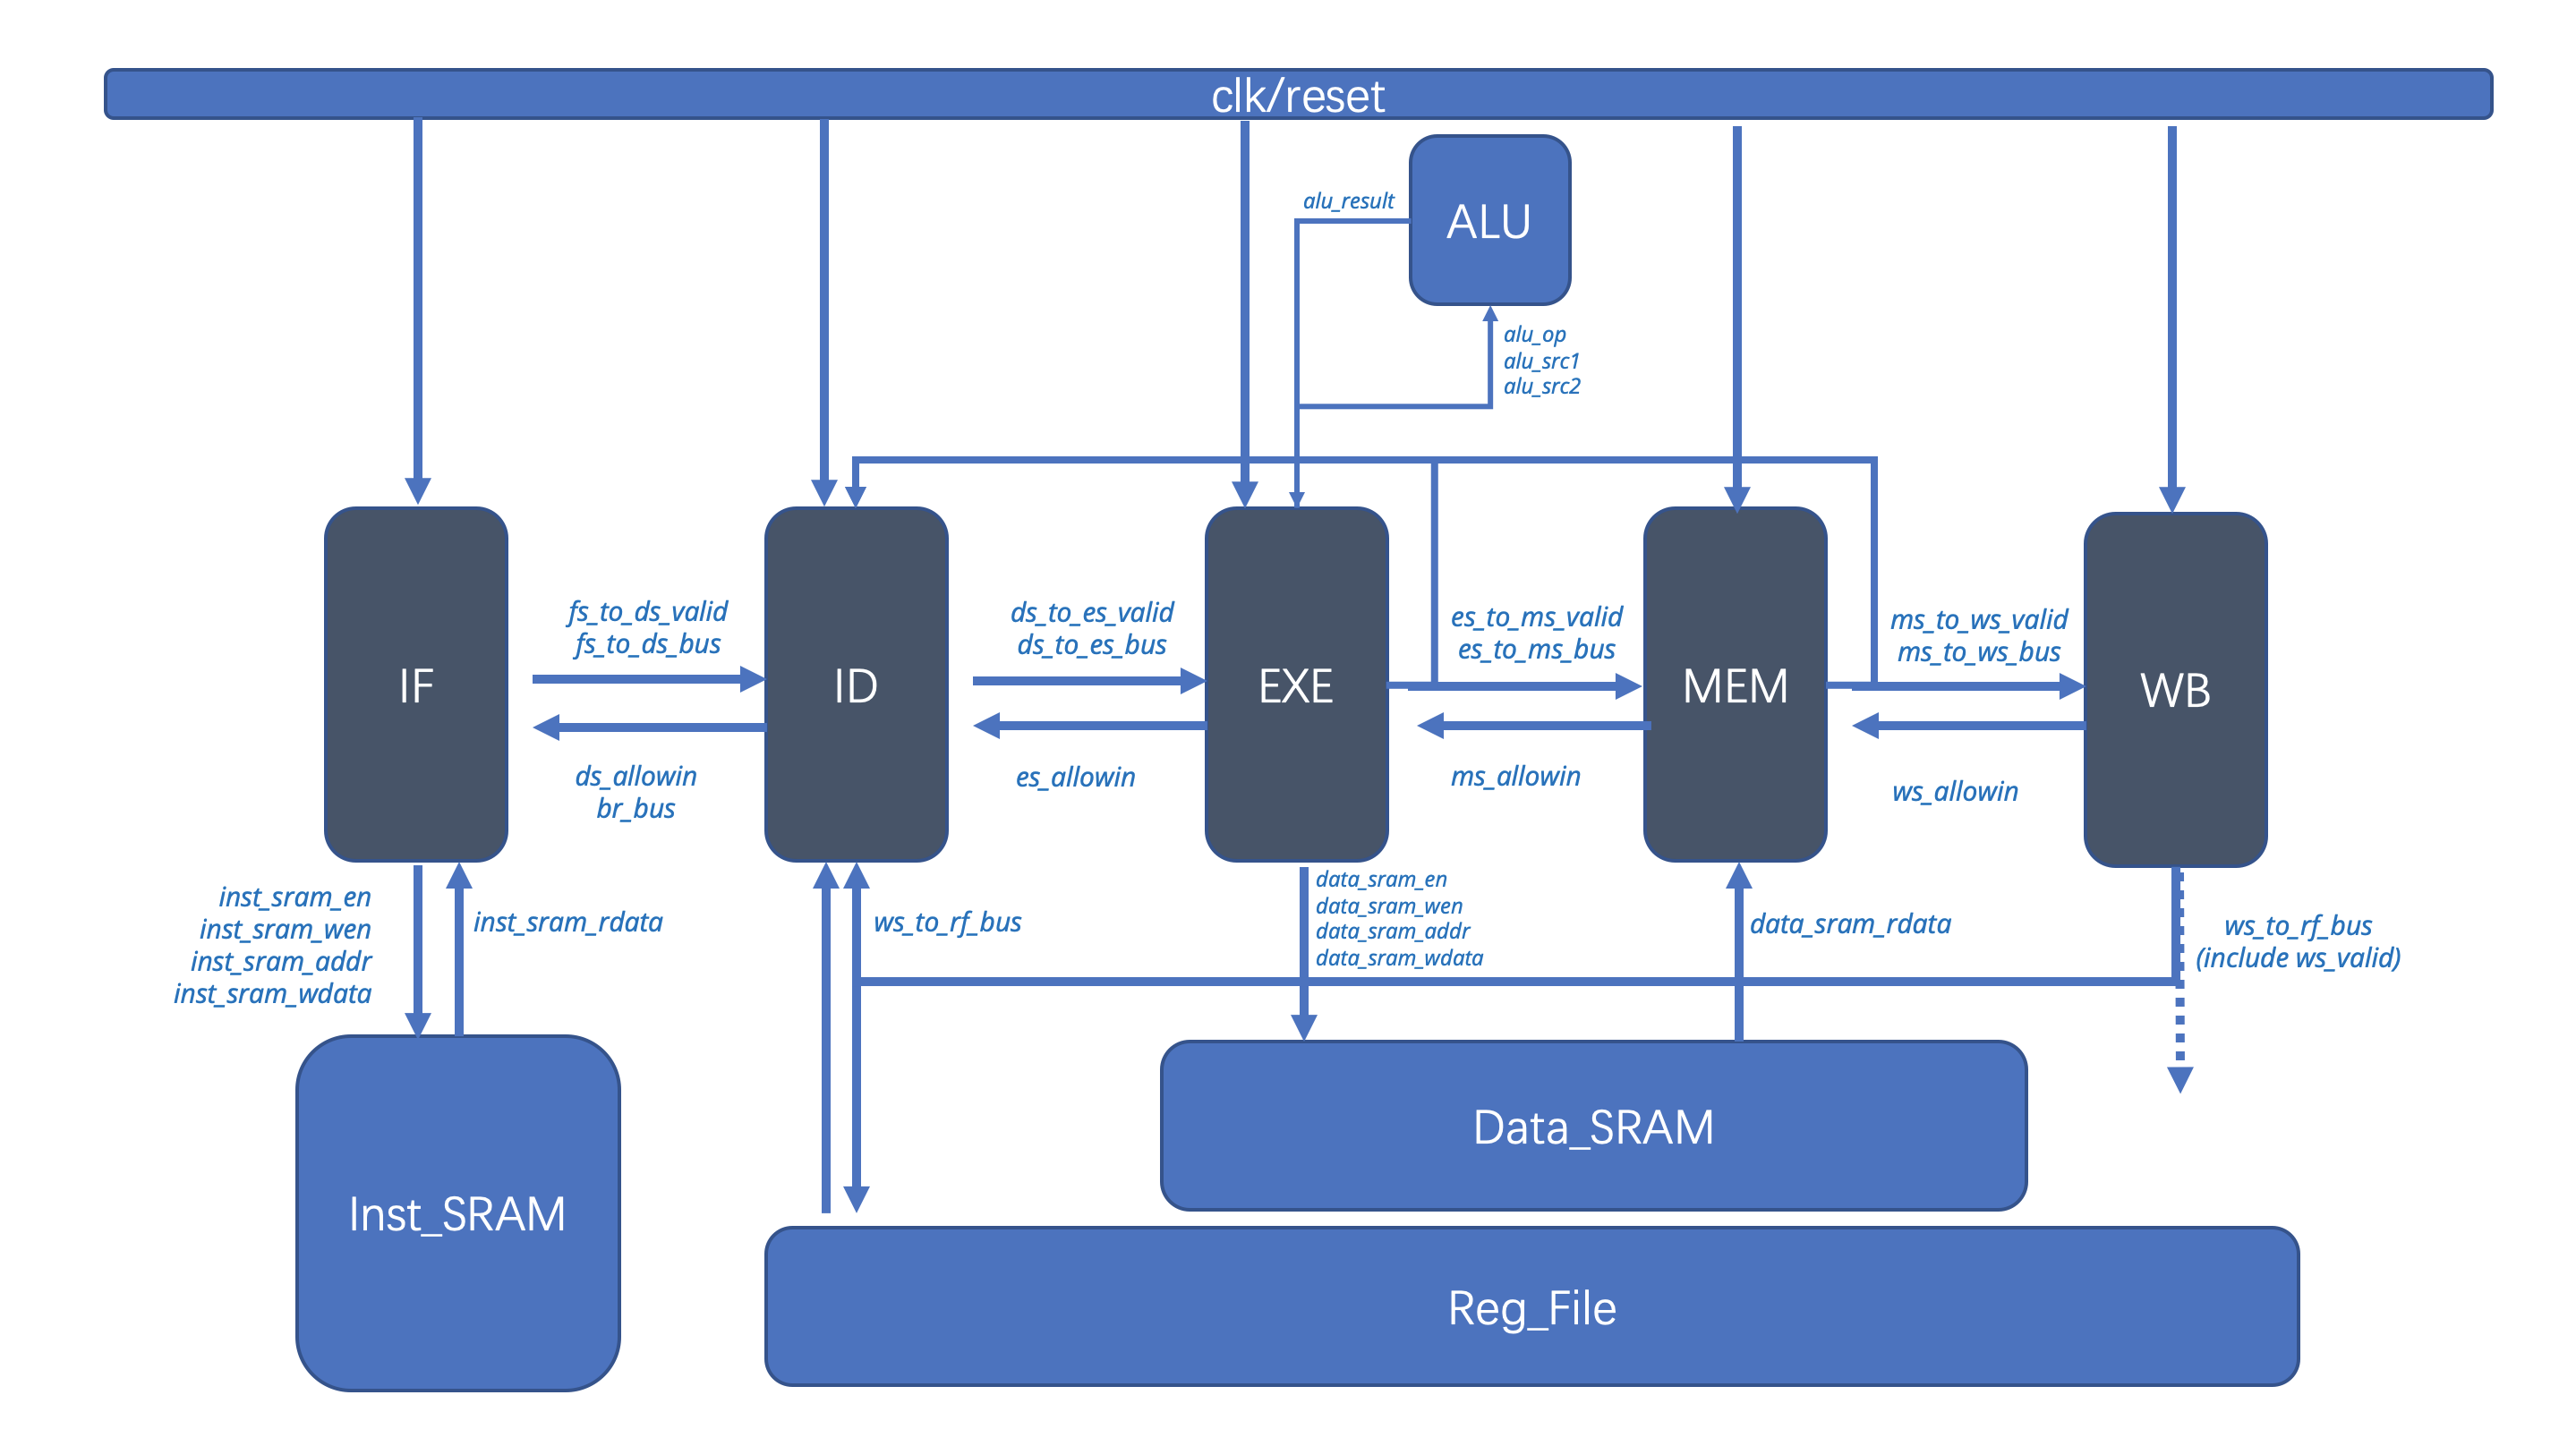 clk/reset
alu_result
ALU
alu_op
alu_src1
alu_src2
IF
fs_to_ds_valid
fs_to_ds_bus
ds_allowin
br_bus
ID
ds_to_es_valid
ds_to_es_bus
es_allowin
EXE
es_to_ms_valid
es_to_ms_bus
ms_allowin
MEM
ms_to_ws_valid
ms_to_ws_bus
ws_allowin
WB
inst_sram_en
inst_sram_wen
inst_sram_addr
inst_sram_wdata
inst_sram_rdata
ws_to_rf_bus
data_sram_en
data_sram_wen
data_sram_addr
data_sram_wdata
data_sram_rdata
ws_to_rf_bus
(include ws_valid)
Inst_SRAM
Data_SRAM
Reg_File